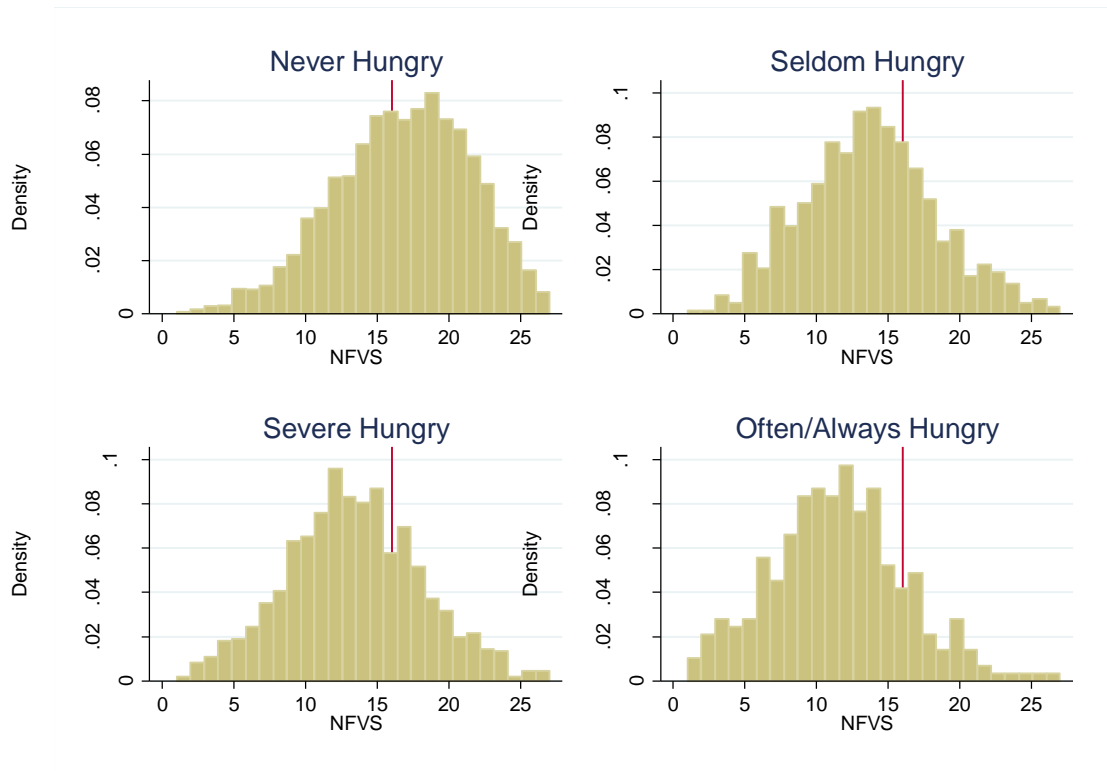 Never Hungry
Density
0 .02 .04 .06 .08
0 5 10 15 20 25
NFVS
Seldom Hungry
Density
0 .02 .04 .06 .08 .1
0 5 10 15 20 25
NFVS
Severe Hungry
Density
0 .02 .04 .06 .08 .1
0 5 10 15 20 25
NFVS
Often/Always Hungry
Density
0 .02 .04 .06 .08 .1
0 5 10 15 20 25
NFVS